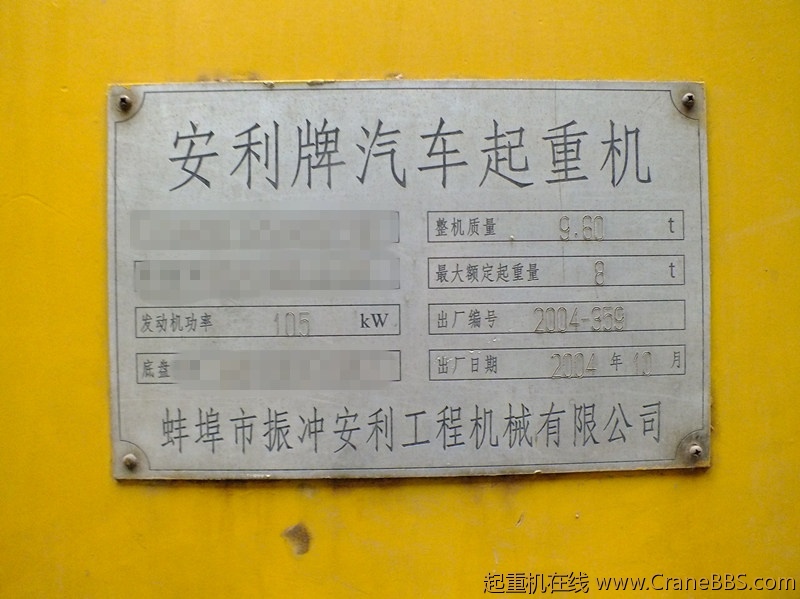 安利牌汽车起重机
整机质量 9.60 t
最大额定起重量 8 t
发动机功率 105 kW
出厂编号 2004-359
底盘
出厂日期 2004 年 10 月
蚌埠市振冲安利工程机械有限公司
起重机在线 www.CraneBBS.com